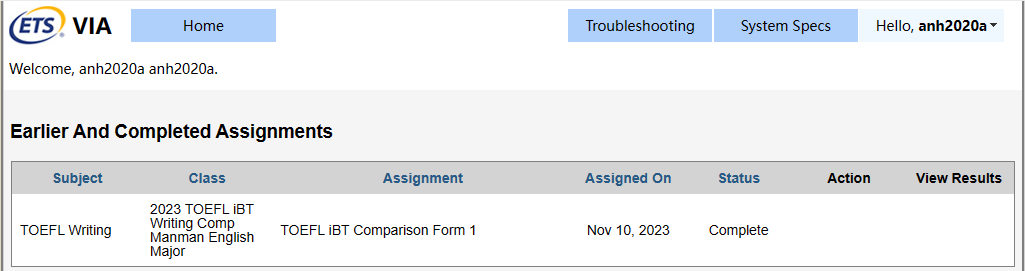 ETS® VIA
Home
Troubleshooting
System Specs
Hello, anh2020a
Welcome, anh2020a anh2020a.
Earlier And Completed Assignments
Subject Class Assignment Assigned On Status Action View Results
TOEFL Writing
2023 TOEFL iBT
Writing Comp
Manman English
Major
TOEFL iBT Comparison Form 1
Nov 10, 2023
Complete